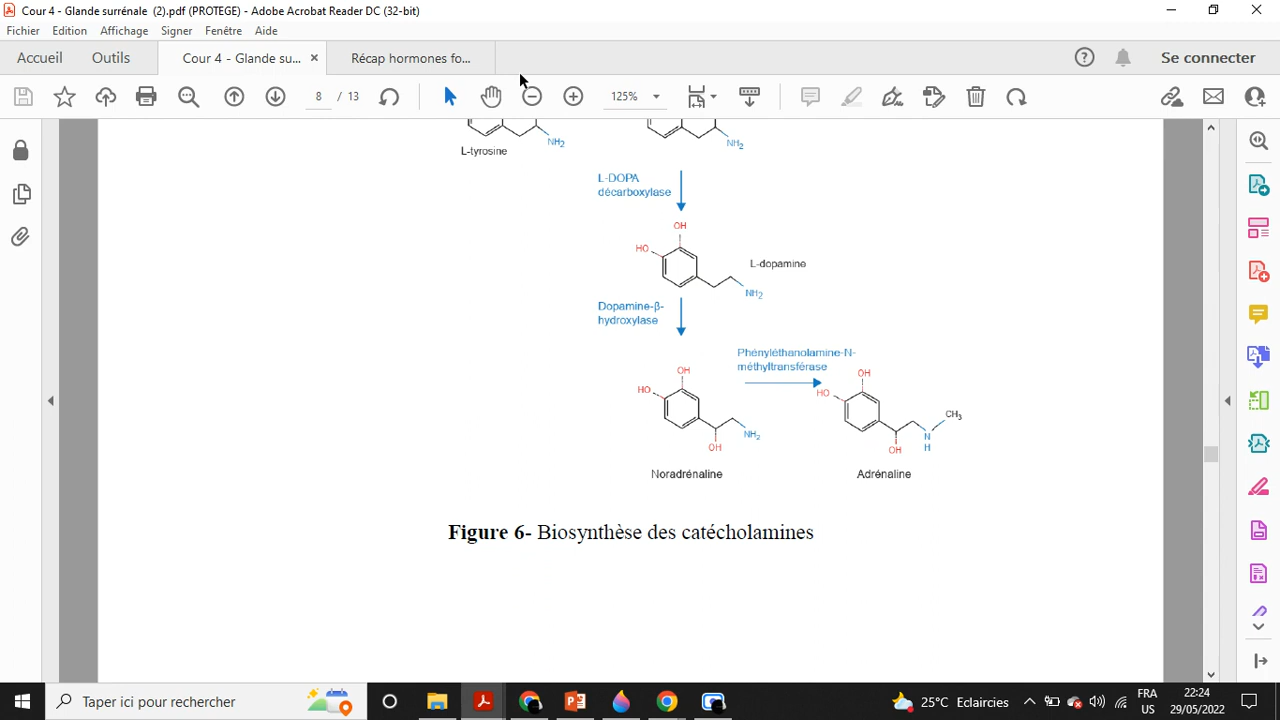 Cour 4 - Glande surrénale (2).pdf (PROTEGE) - Adobe Acrobat Reader DC (32-bit)
Fichier Edition Affichage Signer Fenêtre Aide
Accueil Outils Cour 4 - Glande su... × Récap hormones fo... Se connecter
8 / 13 125%
NH2 NH2
L-tyrosine
L-DOPA
décarboxylase
OH
HO
L-dopamine
NH2
Dopamine-β-
hydroxylase
Phényléthanolamine-N-
méthyltransférase
OH OH
HO HO
CH3
NH2 N
OH OH H
Noradrénaline Adrénaline
Figure 6- Biosynthèse des catécholamines
Taper ici pour rechercher
25°C Eclaircies
FRA
US
22:24
29/05/2022